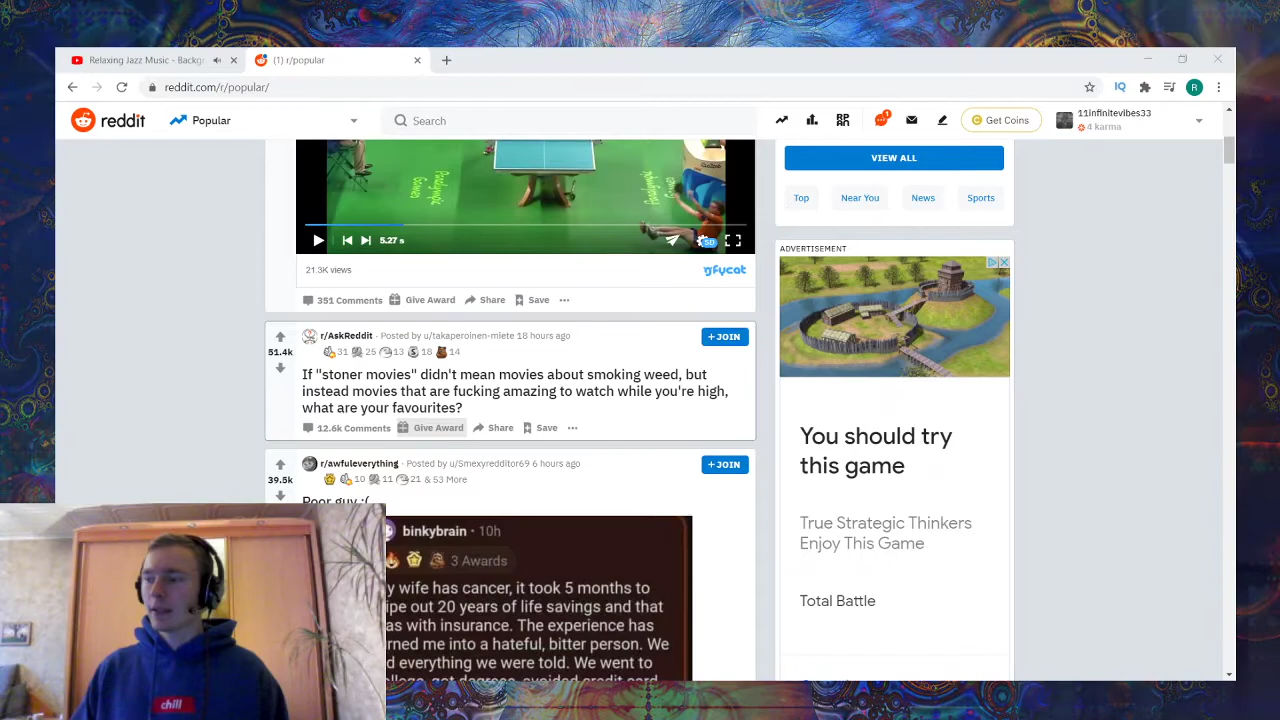 Relaxing Jazz Music - Backgr
(1) r/popular
reddit.com/r/popular/
IQ
R
reddit
Popular
Search
1
Get Coins
11infinitevibes33
4 karma
5.27 s
SD
21.3K views
gfycat
351 Comments Give Award Share Save
r/AskReddit · Posted by u/takaperoinen-miete 18 hours ago
+ JOIN
51.4k
31 25 13 18 14
If "stoner movies" didn't mean movies about smoking weed, but
instead movies that are fucking amazing to watch while you're high,
what are your favourites?
12.6k Comments Give Award Share Save
r/awfuleverything · Posted by u/Smexyredditor69 6 hours ago
+ JOIN
39.5k
10 11 21 & 53 More
Poor guy :(
binkybrain · 10h
3 Awards
y wife has cancer, it took 5 months to
ipe out 20 years of life savings and that
as with insurance. The experience has
rned me into a hateful, bitter person. We
d everything we were told. We went to
chill
VIEW ALL
Top Near You News Sports
ADVERTISEMENT
You should try
this game
True Strategic Thinkers
Enjoy This Game
Total Battle